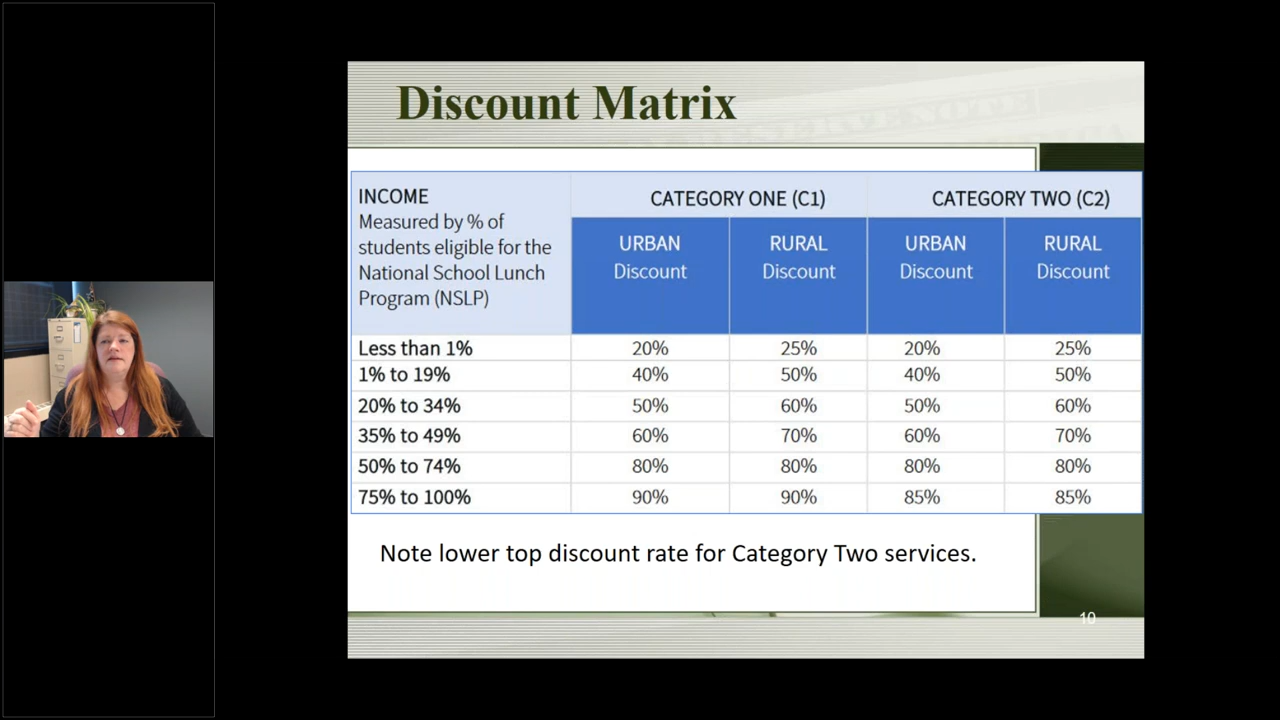 Discount Matrix
INCOME
Measured by % of
students eligible for the
National School Lunch
Program (NSLP)
CATEGORY ONE (C1)
CATEGORY TWO (C2)
URBAN
Discount
RURAL
Discount
URBAN
Discount
RURAL
Discount
Less than 1% 20% 25% 20% 25%
1% to 19% 40% 50% 40% 50%
20% to 34% 50% 60% 50% 60%
35% to 49% 60% 70% 60% 70%
50% to 74% 80% 80% 80% 80%
75% to 100% 90% 90% 85% 85%
Note lower top discount rate for Category Two services.
10